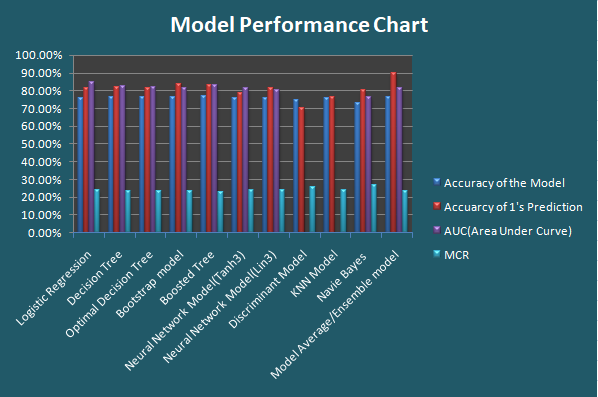 Model Performance Chart
100.00%
90.00%
80.00%
70.00%
60.00%
50.00%
40.00%
30.00%
20.00%
10.00%
0.00%
Logistic Regression
Decision Tree
Optimal Decision Tree
Bootstrap model
Boosted Tree
Neural Network Model(Tanh3)
Neural Network Model(Lin3)
Discriminant Model
KNN Model
Navie Bayes
Model Average/Ensemble model
Accuracy of the Model
Accuarcy of 1's Prediction
AUC(Area Under Curve)
MCR